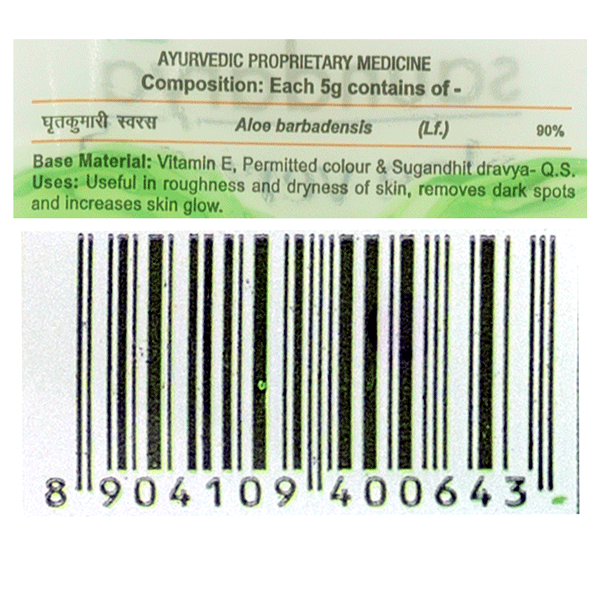 AYURVEDIC PROPRIETARY MEDICINE
Composition: Each 5g contains of -
घृतकुमारी स्वरस Aloe barbadensis (Lf.) 90%
Base Material: Vitamin E, Permitted colour & Sugandhit dravya- Q.S.
Uses: Useful in roughness and dryness of skin, removes dark spots
and increases skin glow.
8 904109 400643